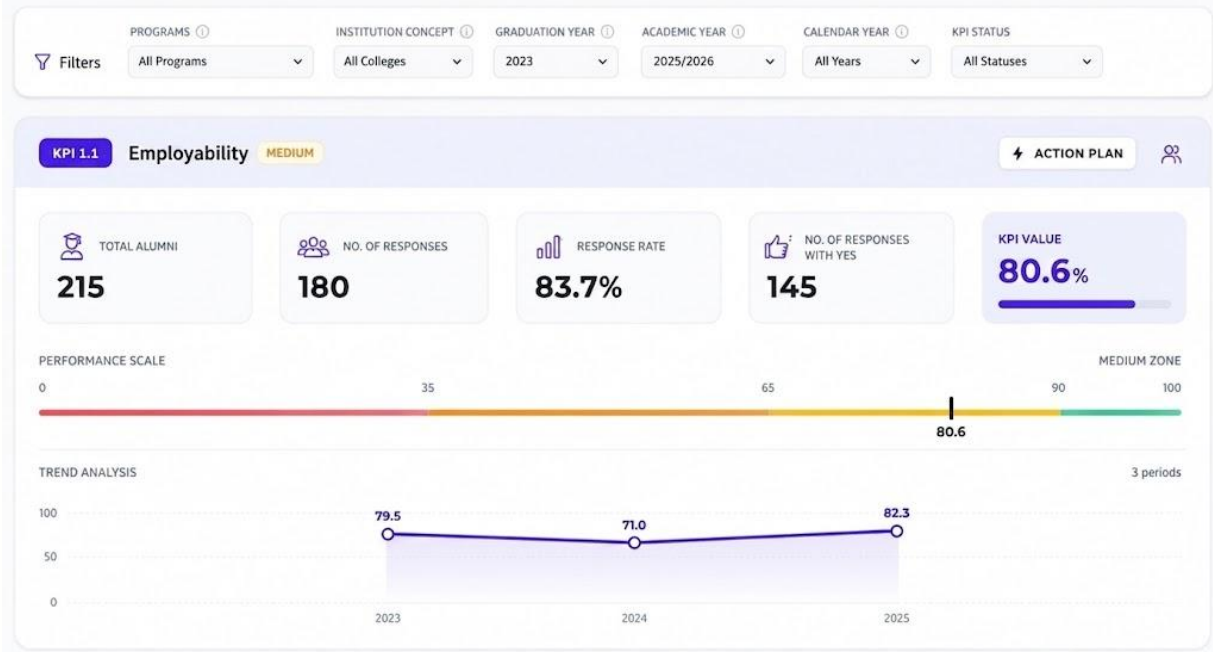 PROGRAMS
INSTITUTION CONCEPT
GRADUATION YEAR
ACADEMIC YEAR
CALENDAR YEAR
KPI STATUS
Filters
All Programs
All Colleges
2023
2025/2026
All Years
All Statuses
KPI 1.1
Employability
MEDIUM
ACTION PLAN
TOTAL ALUMNI
215
NO. OF RESPONSES
180
RESPONSE RATE
83.7%
NO. OF RESPONSES
WITH YES
145
KPI VALUE
80.6%
PERFORMANCE SCALE
MEDIUM ZONE
0
35
65
90
100
80.6
TREND ANALYSIS
3 periods
100
50
0
79.5
71.0
82.3
2023
2024
2025